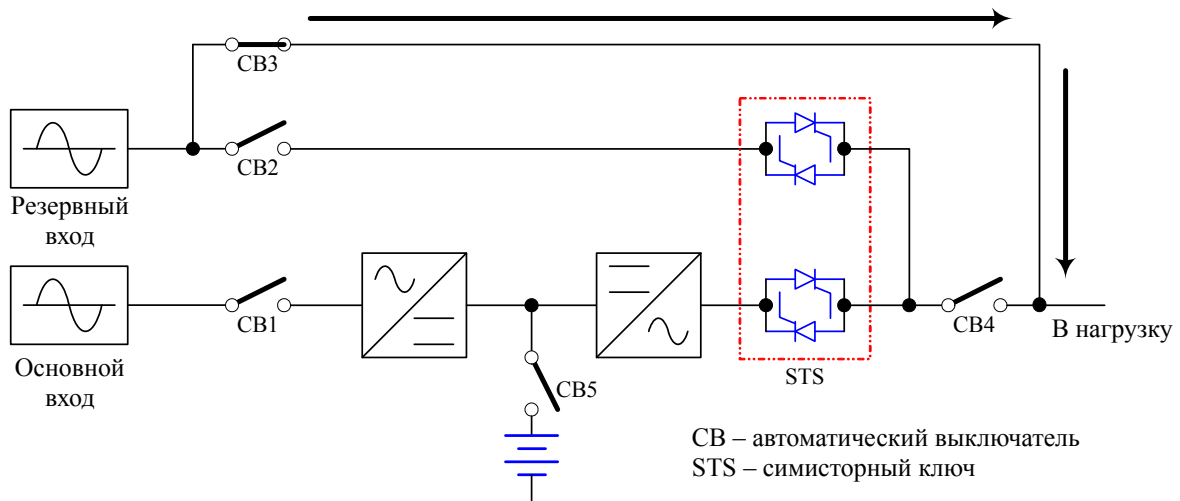 CB3
CB2
Резервный
вход
CB1
Основной
вход
CB5
STS
CB4
В нагрузку
CB – автоматический выключатель
STS – симисторный ключ